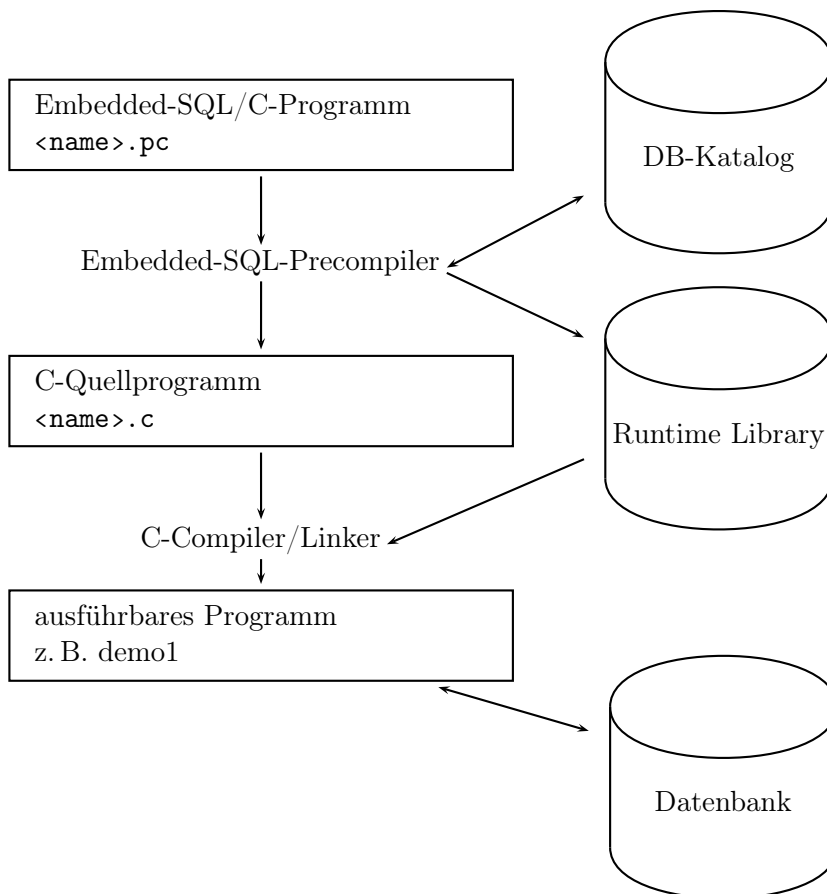 Embedded-SQL/C-Programm
<name>.pc
DB-Katalog
Embedded-SQL-Precompiler
C-Quellprogramm
<name>.c
Runtime Library
C-Compiler/Linker
ausführbares Programm
z. B. demo1
Datenbank